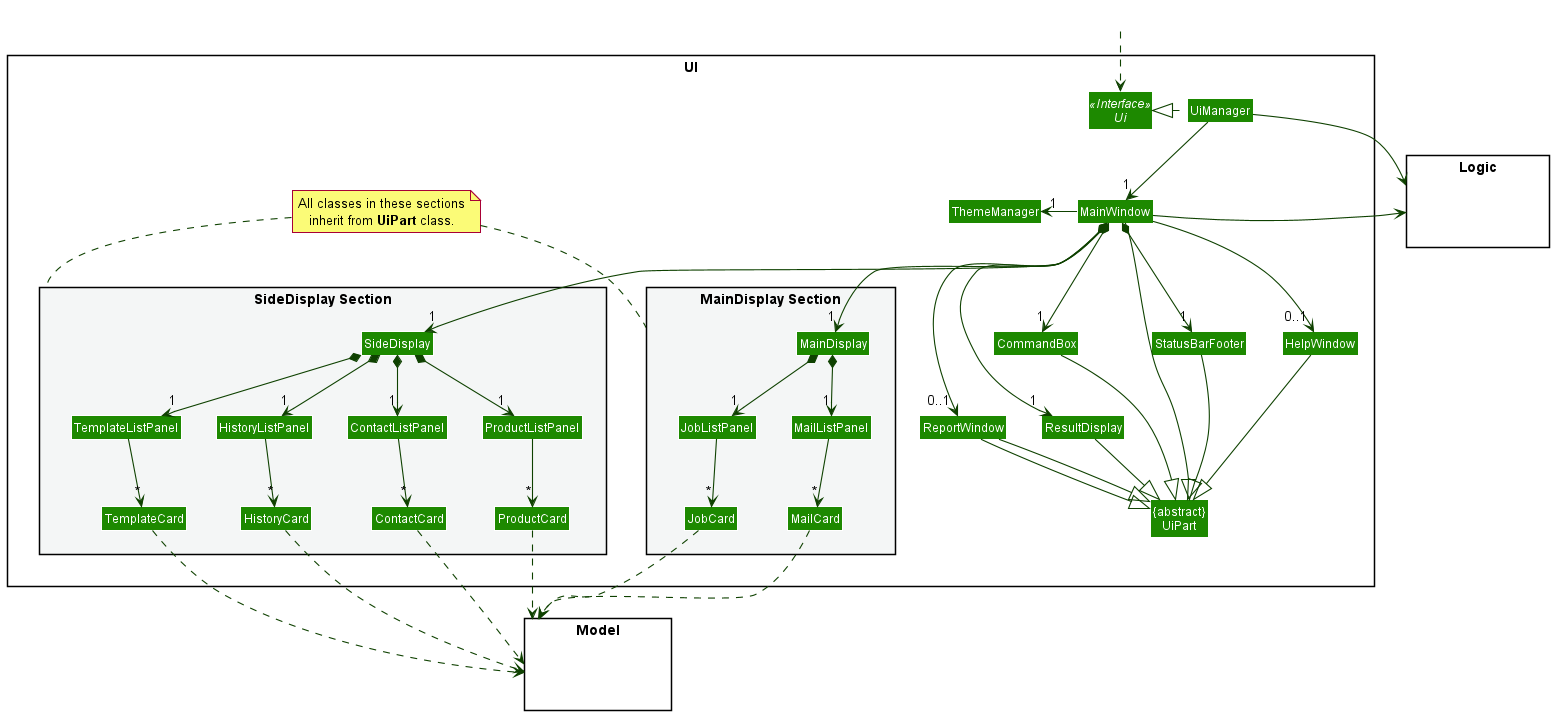 UI
«Interface»
Ui
UiManager
Logic
All classes in these sections
inherit from UiPart class.
1
ThemeManager
1
MainWindow
SideDisplay Section
MainDisplay Section
1
1
1
1
0..1
SideDisplay
MainDisplay
CommandBox
StatusBarFooter
HelpWindow
1
1
1
1
1
1
0..1
1
TemplateListPanel
HistoryListPanel
ContactListPanel
ProductListPanel
JobListPanel
MailListPanel
ReportWindow
ResultDisplay
*
*
*
*
*
*
TemplateCard
HistoryCard
ContactCard
ProductCard
JobCard
MailCard
{abstract}
UiPart
Model